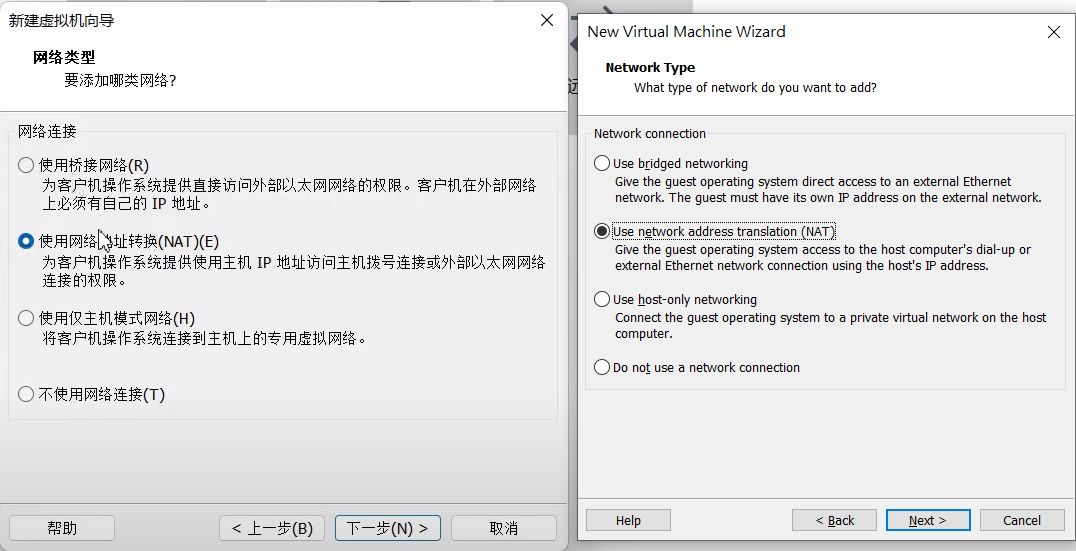 新建虚拟机向导
网络类型
要添加哪类网络?
网络连接
使用桥接网络(R)
为客户机操作系统提供直接访问外部以太网网络的权限。客户机在外部网络
上必须有自己的 IP 地址。
使用网络地址转换(NAT)(E)
为客户机操作系统提供使用主机 IP 地址访问主机拨号连接或外部以太网网络
连接的权限。
使用仅主机模式网络(H)
将客户机操作系统连接到主机上的专用虚拟网络。
不使用网络连接(T)
帮助
< 上一步(B)
下一步(N) >
取消
New Virtual Machine Wizard
Network Type
What type of network do you want to add?
Network connection
Use bridged networking
Give the guest operating system direct access to an external Ethernet
network. The guest must have its own IP address on the external network.
Use network address translation (NAT)
Give the guest operating system access to the host computer's dial-up or
external Ethernet network connection using the host's IP address.
Use host-only networking
Connect the guest operating system to a private virtual network on the host
computer.
Do not use a network connection
Help
< Back
Next >
Cancel